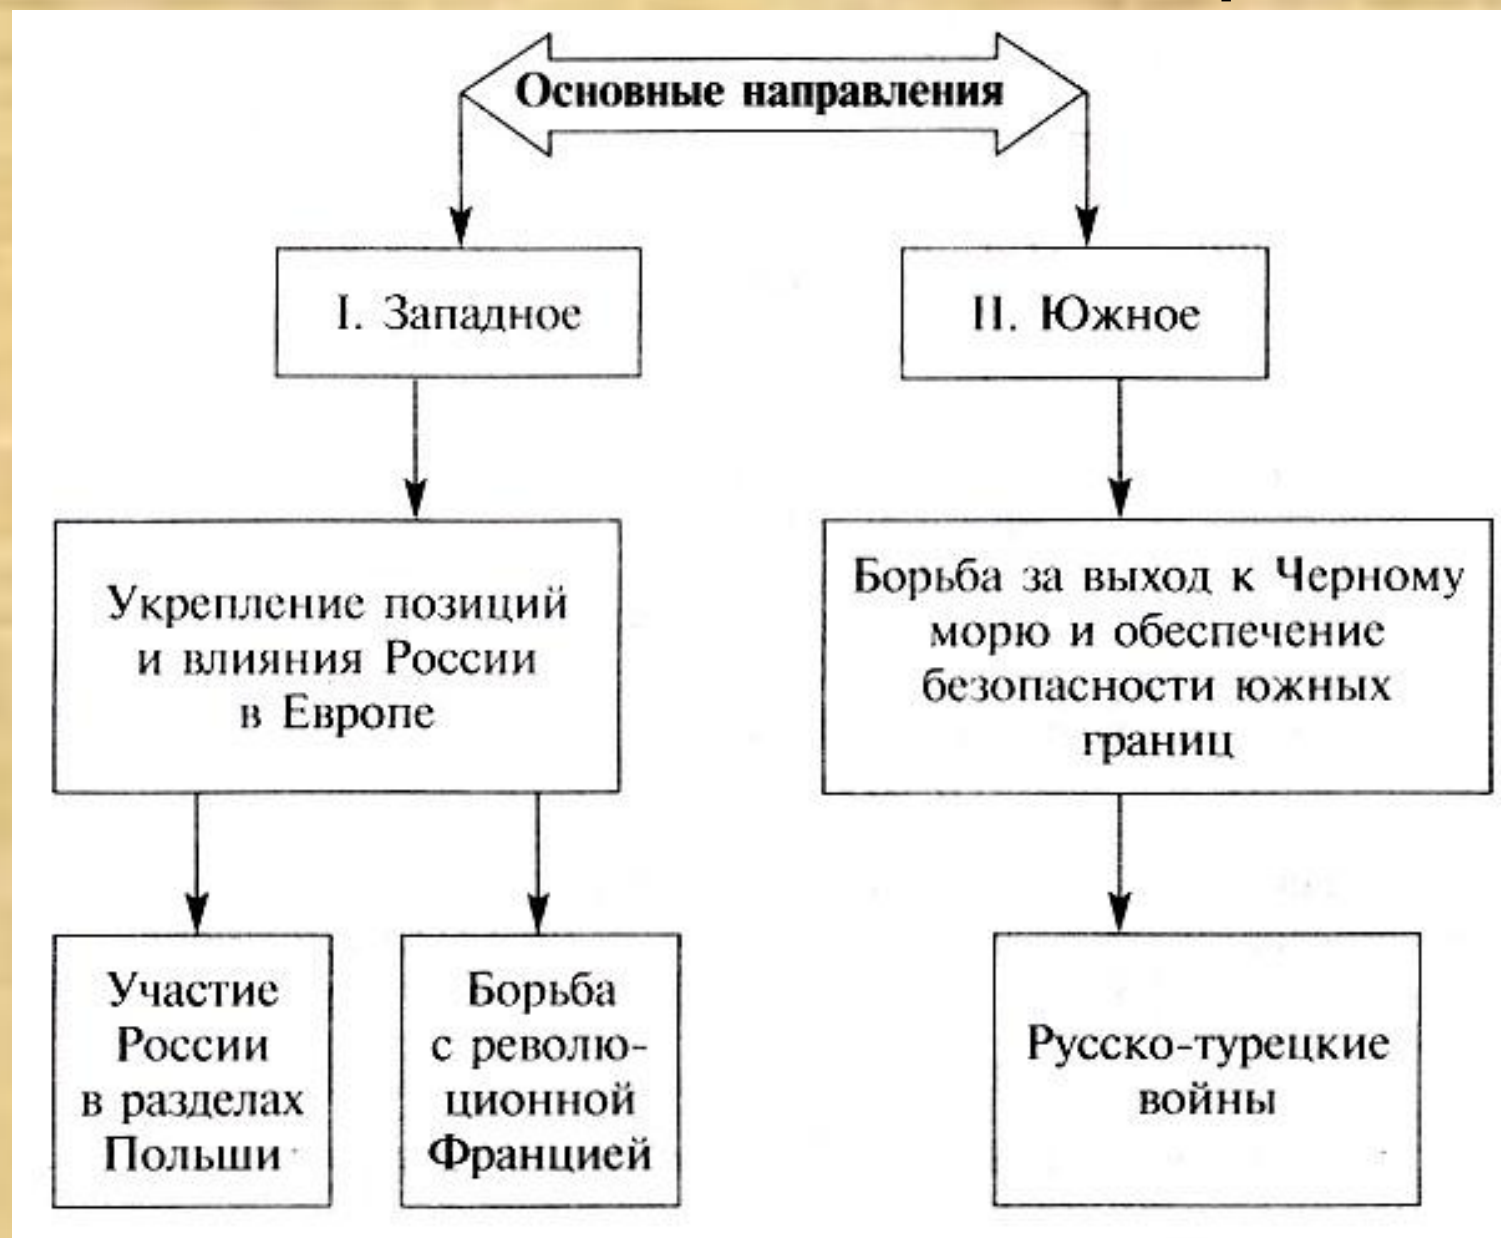 Основные направления
I. Западное
II. Южное
Укрепление позиций
и влияния России
в Европе
Борьба за выход к Черному
морю и обеспечение
безопасности южных
границ
Участие
России
в разделах
Польши
Борьба
с револю-
ционной
Францией
Русско-турецкие
войны